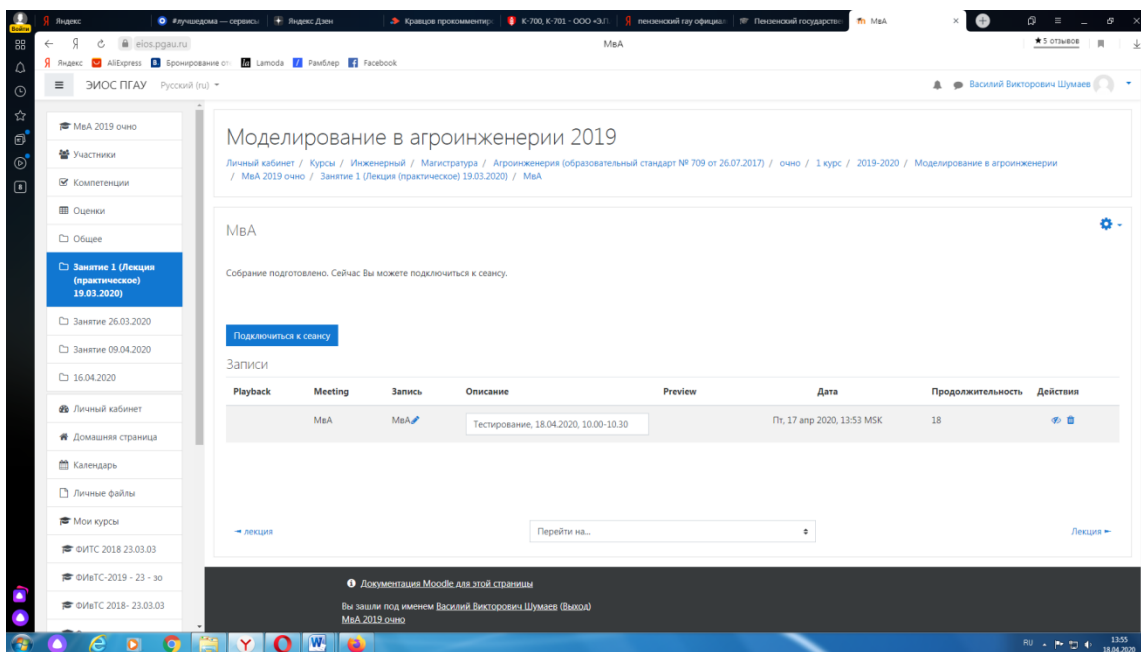 Войти
Яндекс
#лучшедома — сервисы
Яндекс Дзен
Кравцов прокомментир
К-700, К-701 - ООО «ЭЛ
пензенский гау официал
Пензенский государство
МвА
eios.pgau.ru
МвА
★5 отзывов
Яндекс
AliExpress
Бронирование от
Lamoda
Рамблер
Facebook
ЭИОС ПГАУ Русский (ru)
Василий Викторович Шумаев
МвА 2019 очно
Участники
Компетенции
Оценки
Общее
Занятие 1 (Лекция
(практическое)
19.03.2020)
Занятие 26.03.2020
Занятие 09.04.2020
16.04.2020
Личный кабинет
Домашняя страница
Календарь
Личные файлы
Мои курсы
ФИТС 2018 23.03.03
ФИвТС-2019 - 23 - зо
ФИвТС 2018- 23.03.03
Моделирование в агроинженерии 2019
Личный кабинет / Курсы / Инженерный / Магистратура / Агроинженерия (образовательный стандарт № 709 от 26.07.2017) / очно / 1 курс / 2019-2020 / Моделирование в агроинженерии
/ МвА 2019 очно / Занятие 1 (Лекция (практическое) 19.03.2020) / МвА
МвА
Собрание подготовлено. Сейчас Вы можете подключиться к сеансу.
Подключиться к сеансу
Записи
Playback Meeting Запись Описание Preview Дата Продолжительность Действия
МвА МвА Тестирование, 18.04.2020, 10.00-10.30 Пт, 17 апр 2020, 13:53 MSK 18
◄ лекция
Перейти на...
Лекция ►
Документация Moodle для этой страницы
Вы зашли под именем Василий Викторович Шумаев (Выход)
МвА 2019 очно
RU
13:55
18.04.2020